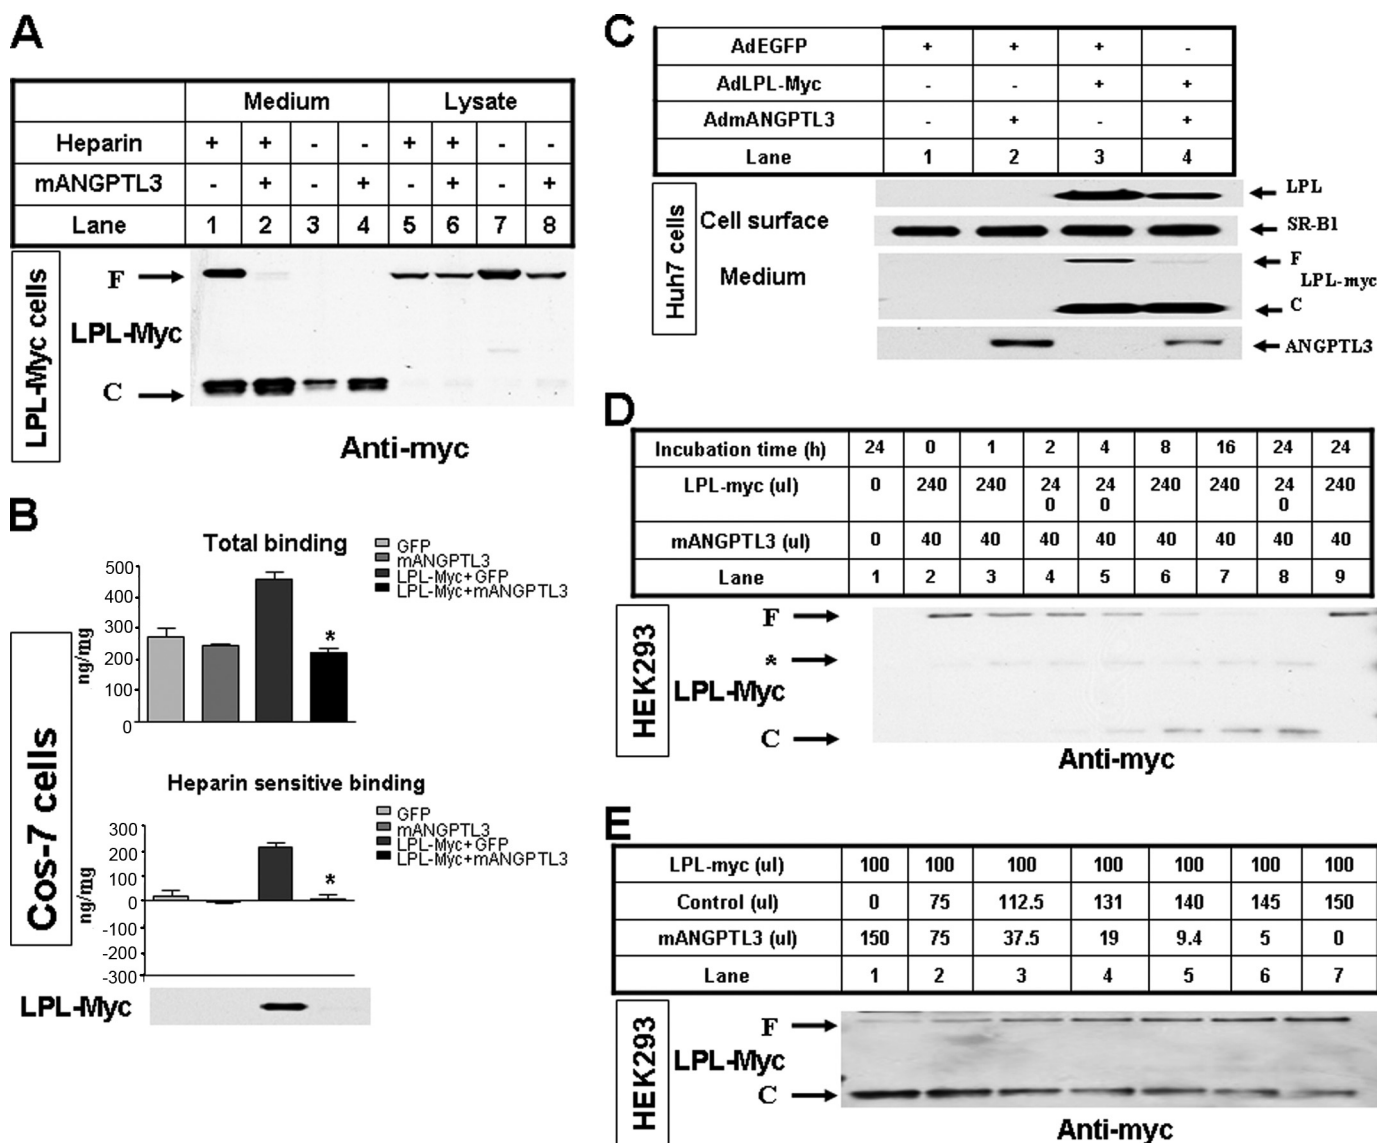 A
Medium Lysate
Heparin + + - - + + - -
mANGPTL3 - + - + - + - +
Lane 1 2 3 4 5 6 7 8
LPL-Myc cells
F
LPL-Myc
C
Anti-myc
B
Cos-7 cells
Total binding
GFP
mANGPTL3
LPL-Myc+GFP
LPL-Myc+mANGPTL3
ng/mg
500
400
300
200
100
0
*
Heparin sensitive binding
GFP
mANGPTL3
LPL-Myc+GFP
LPL-Myc+mANGPTL3
ng/mg
300
200
100
0
-100
-200
-300
*
LPL-Myc
C
AdEGFP + + + -
AdLPL-Myc - - + +
AdmANGPTL3 - + - +
Lane 1 2 3 4
Huh7 cells
Cell surface
LPL
SR-B1
Medium
F
LPL-myc
C
ANGPTL3
D
Incubation time (h) 24 0 1 2 4 8 16 24 24
LPL-myc (ul) 0 240 240 24 24 240 240 24 240
0 0 0
mANGPTL3 (ul) 0 40 40 40 40 40 40 40 40
Lane 1 2 3 4 5 6 7 8 9
HEK293
F
*
LPL-Myc
C
Anti-myc
E
LPL-myc (ul) 100 100 100 100 100 100 100
Control (ul) 0 75 112.5 131 140 145 150
mANGPTL3 (ul) 150 75 37.5 19 9.4 5 0
Lane 1 2 3 4 5 6 7
HEK293
F
LPL-Myc
C
Anti-myc